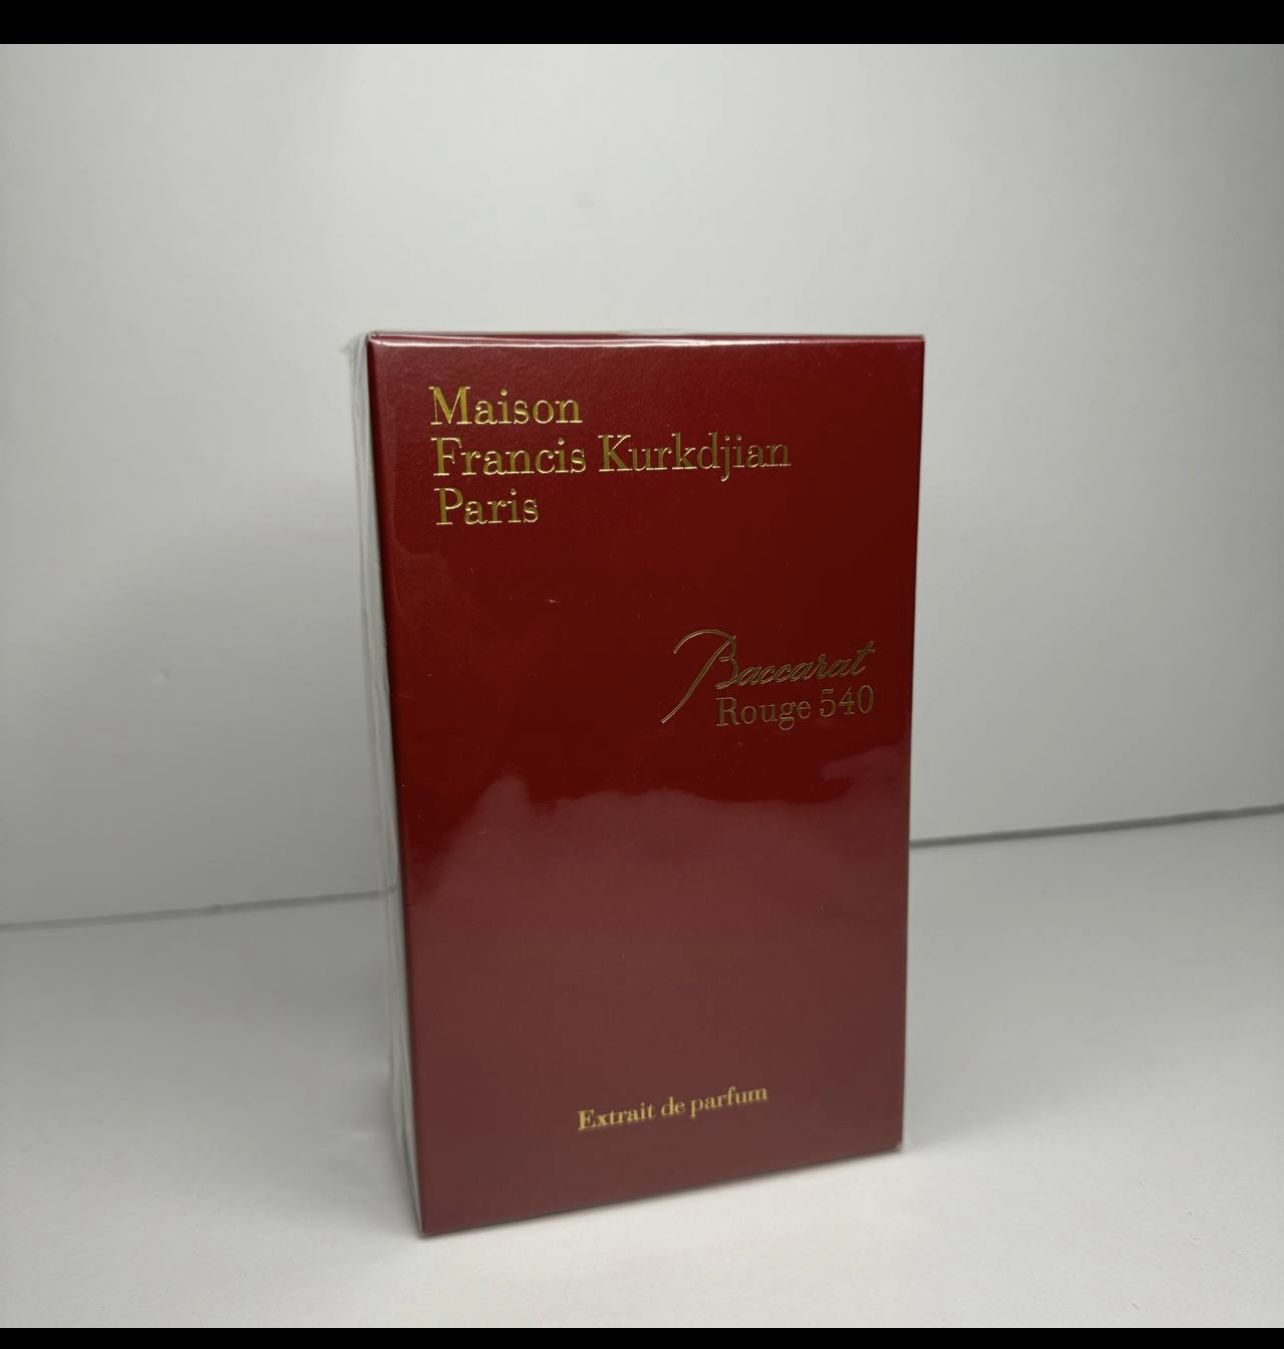 Maison
Francis Kurkdjian
Paris
Baccarat
Rouge 540
Extrait de parfum